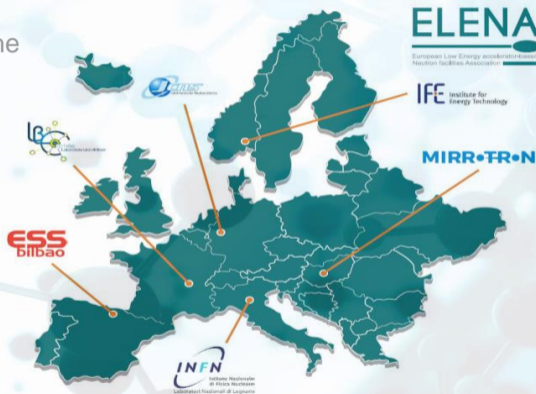 ne
ELENA
European Low Energy accelerator-based
Neutron facilities Association
IFE Institute for
Energy Technology
MIRR•TR•N
ESS
bilbao
INFN
Istituto Nazionale
di Fisica Nucleare
Laboratori Nazionali di Legnaro